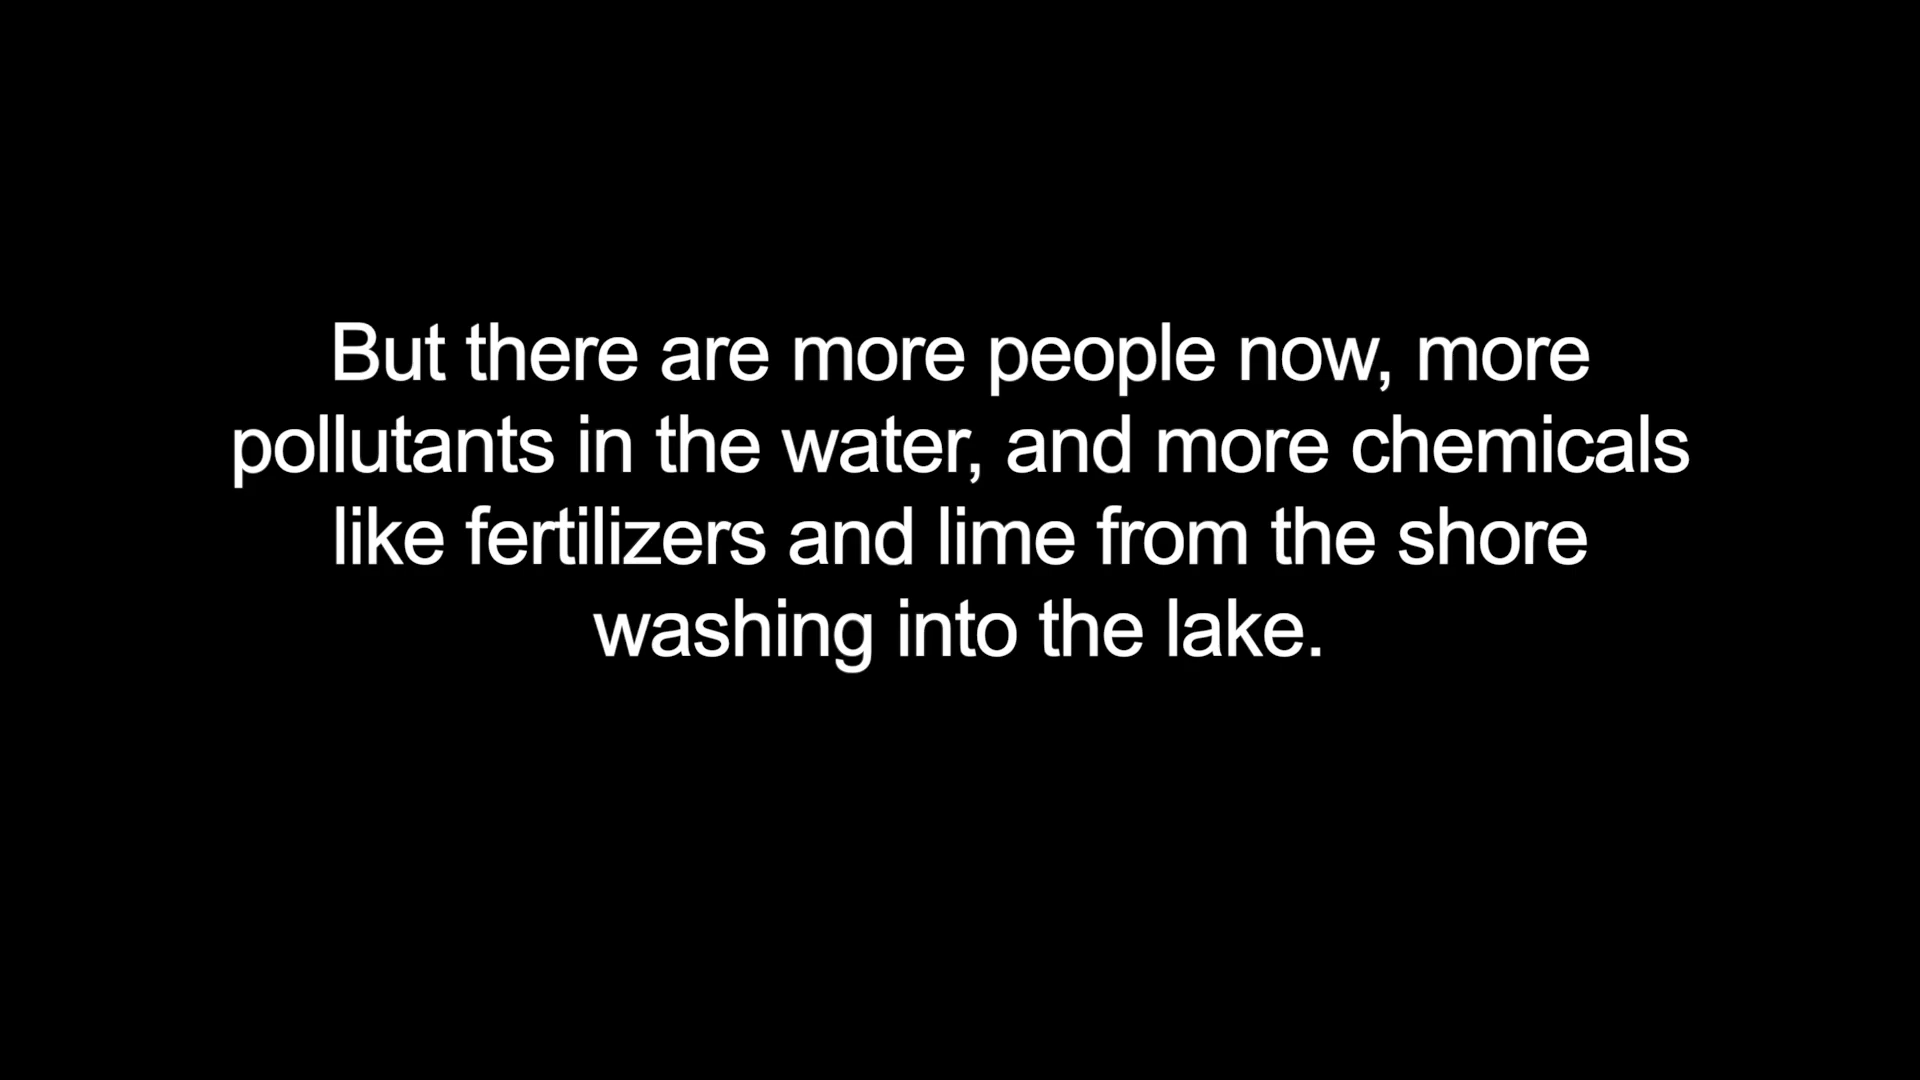 But there are more people now, more
pollutants in the water, and more chemicals
like fertilizers and lime from the shore
washing into the lake.